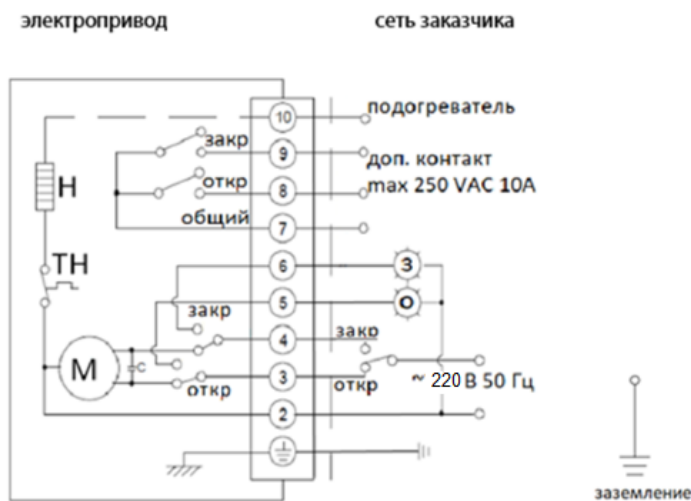 электропривод
сеть заказчика
10
подогреватель
закр
9
доп. контакт
H
откр
8
max 250 VAC 10A
общий
7
TH
6
З
5
О
закр
4
закр
M
C
3
откр
откр
~ 220 В 50 Гц
2
заземление